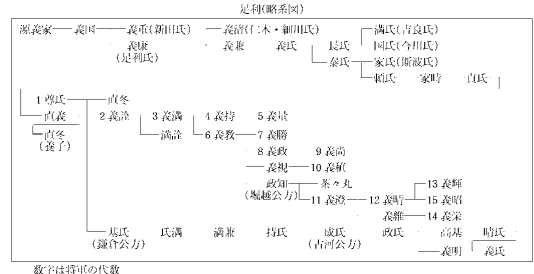 足利(略系図)
源義家 義国 義重(新田氏) 義清(仁木・細川氏) 満氏(吉良氏)
義康 義兼 義氏 長氏 国氏(今川氏)
(足利氏) 泰氏 家氏(斯波氏)
頼氏 家時 貞氏
1 尊氏 直冬
直義 2 義詮 3 義満 4 義持 5 義量
直冬 満詮 6 義教 7 義勝
(養子)
8 義政 9 義尚
義視 10 義稙
政知 茶々丸 13 義輝
(堀越公方) 11 義澄 12 義晴 15 義昭
義維 14 義栄
基氏 氏満 満兼 持氏 成氏 政氏 高基 晴氏
(鎌倉公方) (古河公方) 義明 義氏
数字は将軍の代数